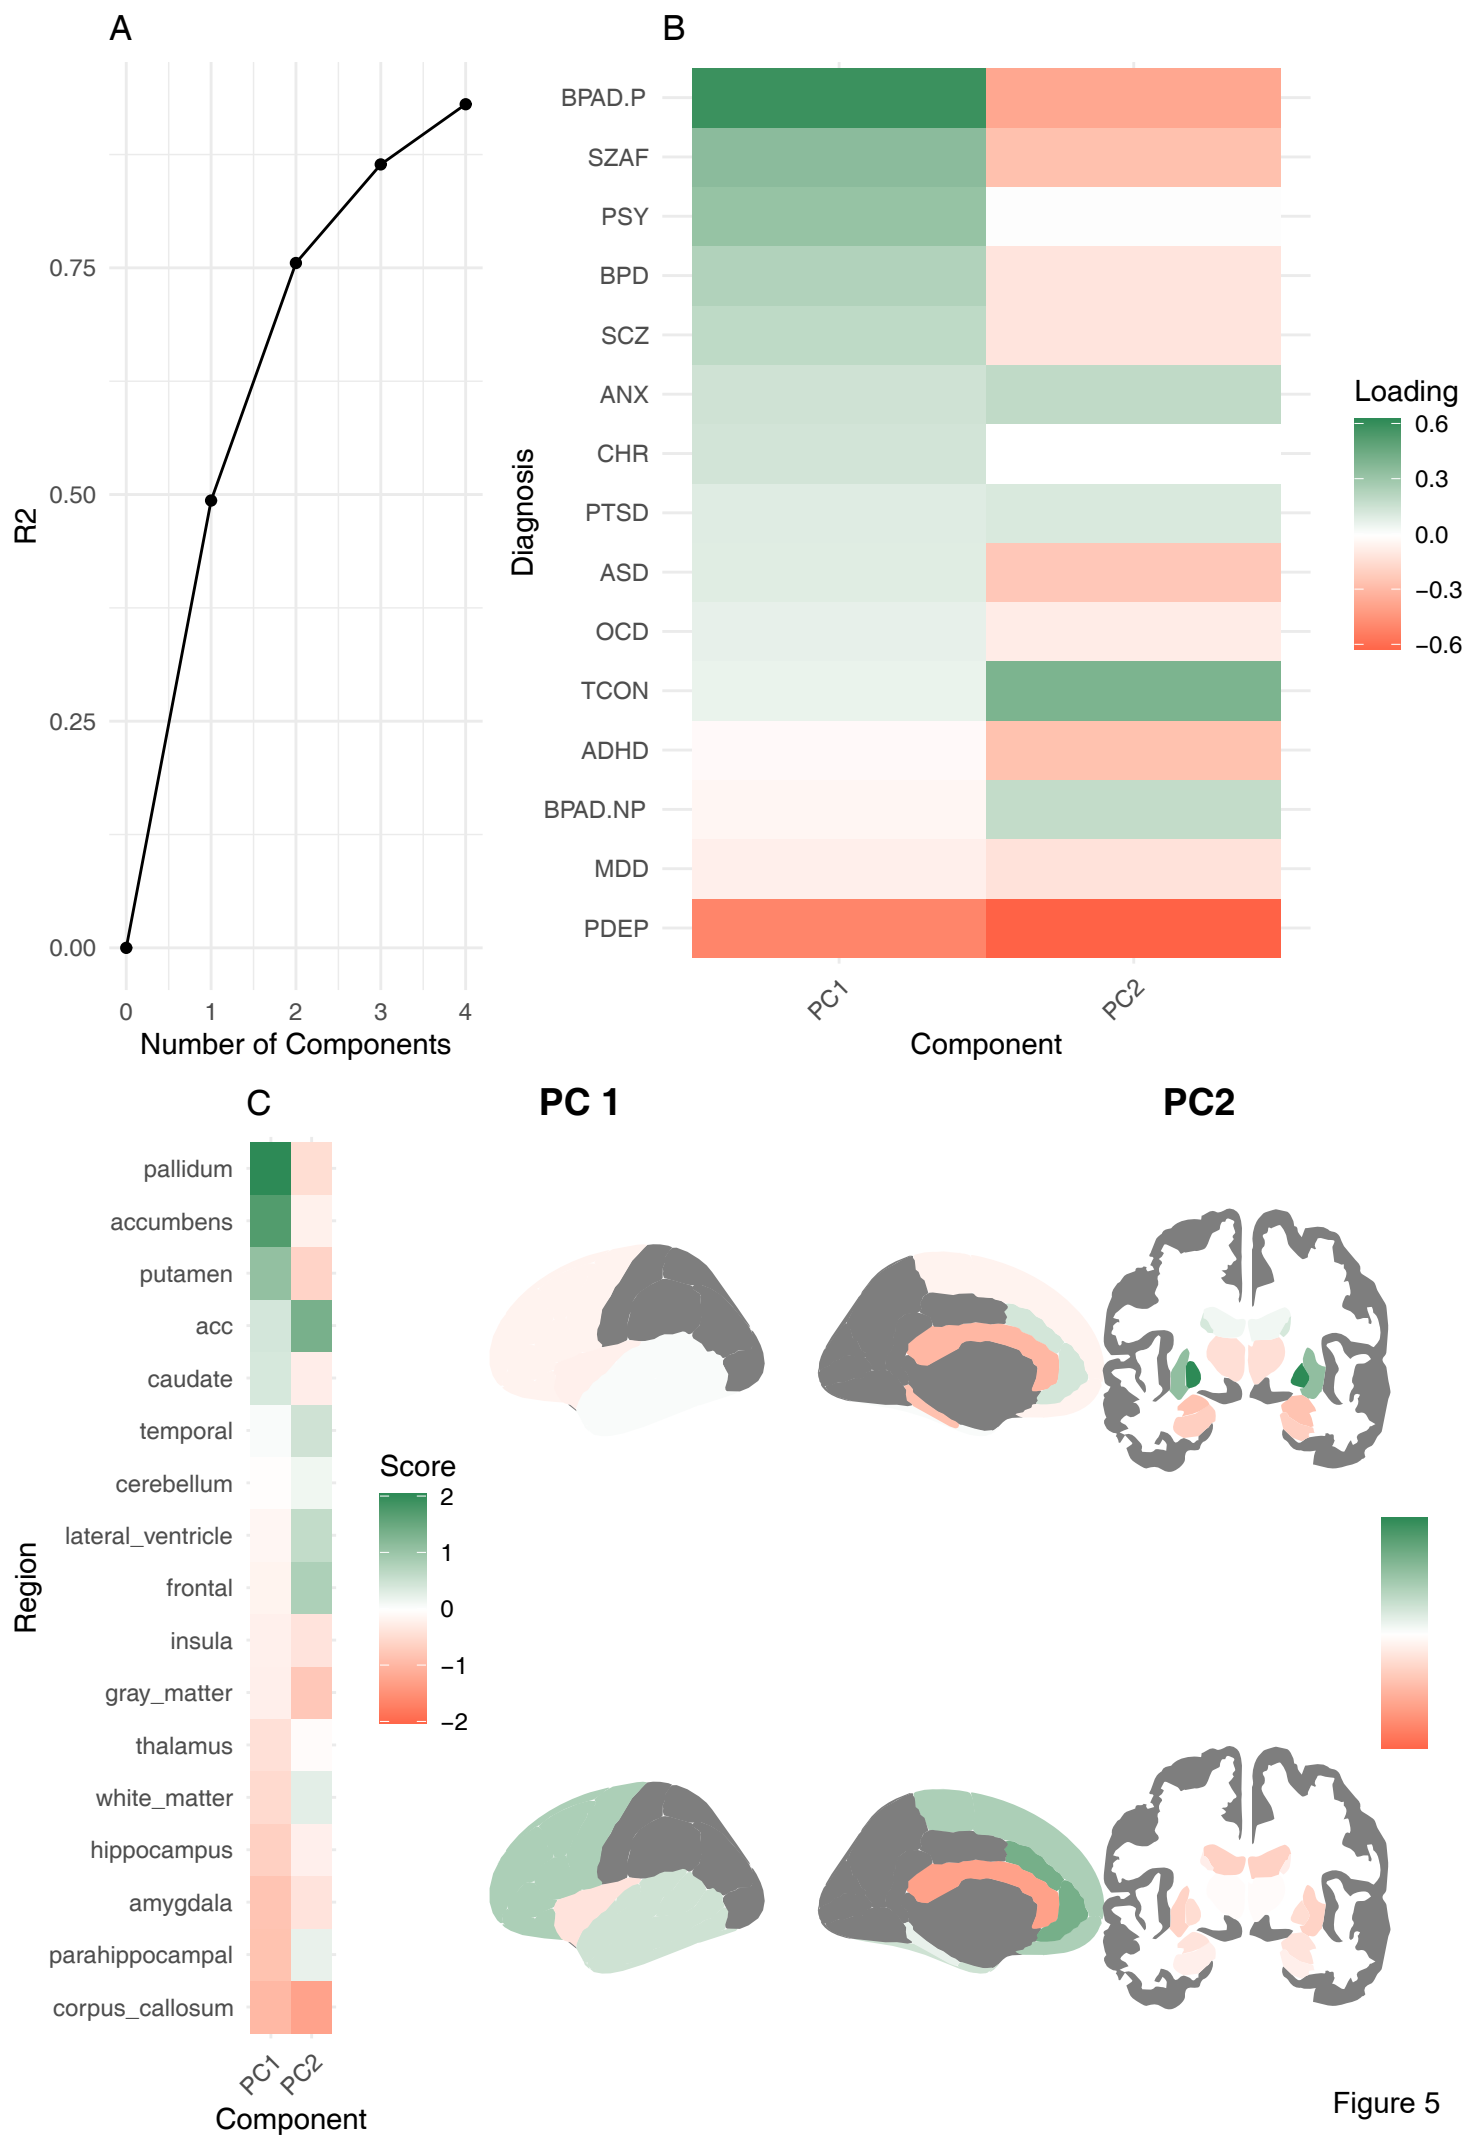 A
R2
0.75
0.50
0.25
0.00
0 1 2 3 4
Number of Components
B
Diagnosis
BPAD.P
SZAF
PSY
BPD
SCZ
ANX
CHR
PTSD
ASD
OCD
TCON
ADHD
BPAD.NP
MDD
PDEP
PC1 PC2
Component
Loading
0.6
0.3
0.0
−0.3
−0.6
C
Region
pallidum
accumbens
putamen
acc
caudate
temporal
cerebellum
lateral_ventricle
frontal
insula
gray_matter
thalamus
white_matter
hippocampus
amygdala
parahippocampal
corpus_callosum
PC1 PC2
Component
Score
2
1
0
−1
−2
PC 1
PC2
Figure 5